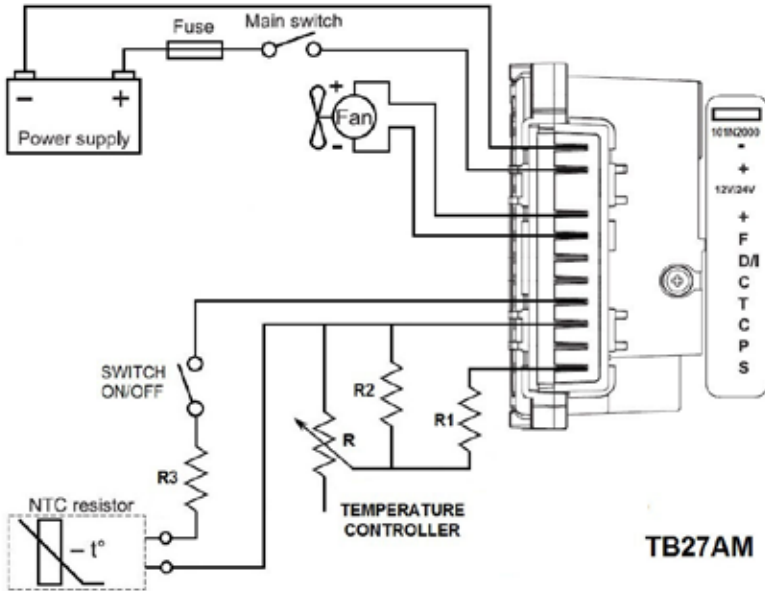 Fuse
Main switch
- +
Power supply
+
Fan
-
101N2000
-
+
12V/24V
+
F
D/I
C
T
C
P
S
SWITCH
ON/OFF
R3
R2
R1
R
NTC resistor
- t°
TEMPERATURE
CONTROLLER
TB27AM